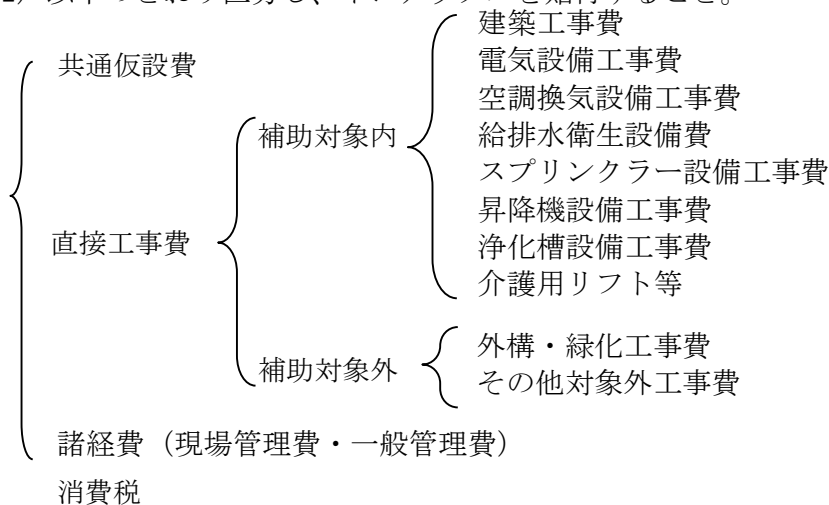 共通仮設費
直接工事費
補助対象内
建築工事費
電気設備工事費
空調換気設備工事費
給排水衛生設備費
スプリンクラー設備工事費
昇降機設備工事費
浄化槽設備工事費
介護用リフト等
補助対象外
外構・緑化工事費
その他対象外工事費
諸経費（現場管理費・一般管理費）
消費税